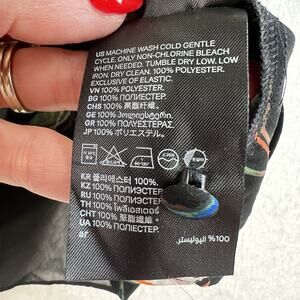 US MACHINE WASH COLD GENTLE
CYCLE. ONLY NON-CHLORINE BLEACH
WHEN NEEDED. TUMBLE DRY LOW. LOW
IRON. DRY CLEAN. 100% POLYESTER.
EXCLUSIVE OF ELASTIC
VN 100% POLYESTER.
BG 100% ПОЛИЕСТЕР.
CHS 100% 聚酯纤维。
GE 100% პოლიესტერი.
GR 100% ΠΟΛΥΕΣΤΕΡΑΣ.
JP 100% ポリエステル。
KR 폴리에스터 100%.
KZ 100% ПОЛИЭСТЕР
RU 100% ПОЛИЭСТЕР
TH 100% โพลีเอสเตอร์
CHT 100% 聚酯纖維
UA 100% ПОЛІЕСТЕР
ar
100% البوليستر.